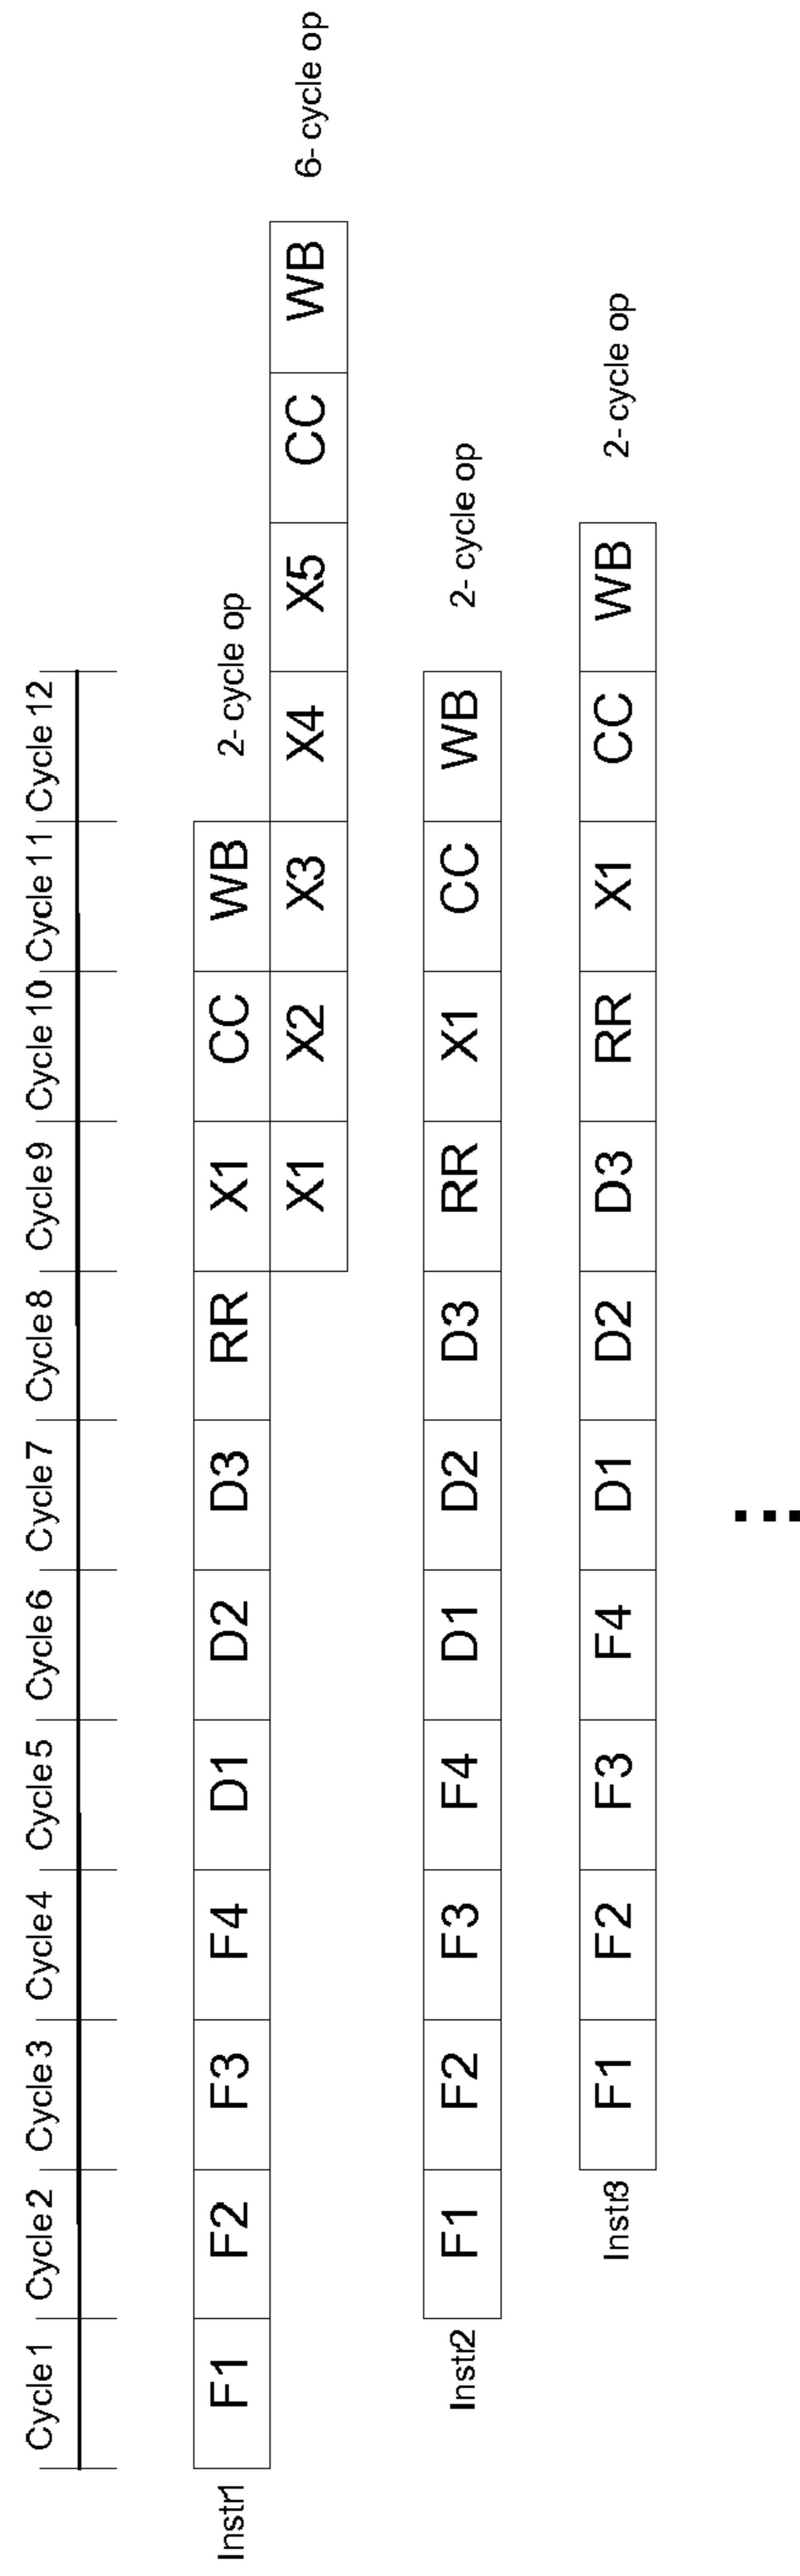 Cycle 1 Cycle 2 Cycle 3 Cycle 4 Cycle 5 Cycle 6 Cycle 7 Cycle 8 Cycle 9 Cycle 10 Cycle 11 Cycle 12
Instr1 F1 F2 F3 F4 D1 D2 D3 RR X1 CC WB 2- cycle op
X1 X2 X3 X4 X5 CC WB 6- cycle op
Instr2 F1 F2 F3 F4 D1 D2 D3 RR X1 CC WB 2- cycle op
Instr3 F1 F2 F3 F4 D1 D2 D3 RR X1 CC WB 2- cycle op